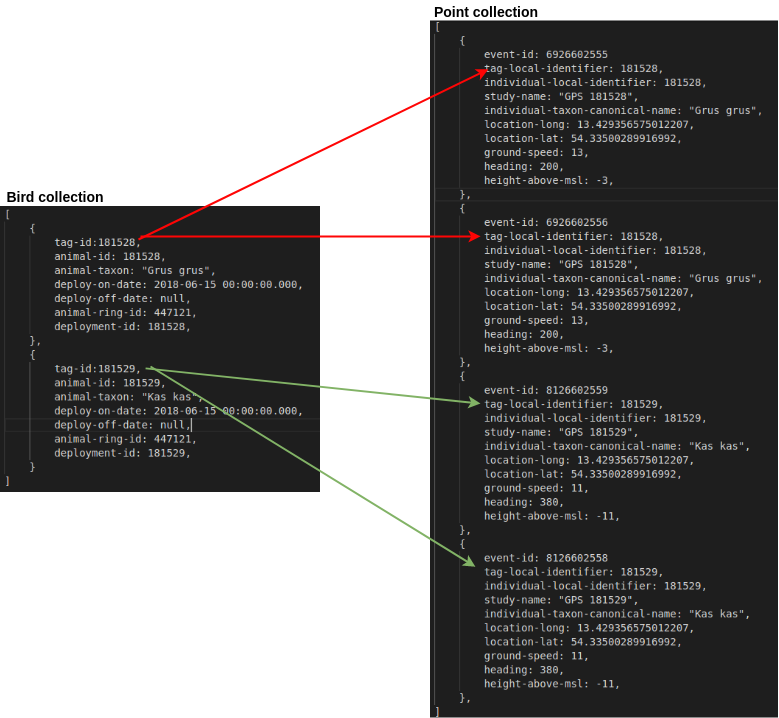 Bird collection
[
{
tag-id:181528,
animal-id: 181528,
animal-taxon: "Grus grus",
deploy-on-date: 2018-06-15 00:00:00.000,
deploy-off-date: null,
animal-ring-id: 447121,
deployment-id: 181528,
},
{
tag-id:181529,
animal-id: 181529,
animal-taxon: "Kas kas",
deploy-on-date: 2018-06-15 00:00:00.000,
deploy-off-date: null,
animal-ring-id: 447121,
deployment-id: 181529,
}
]
Point collection
[
{
event-id: 6926602555
tag-local-identifier: 181528,
individual-local-identifier: 181528,
study-name: "GPS 181528",
individual-taxon-canonical-name: "Grus grus",
location-long: 13.429356575012207,
location-lat: 54.33500289916992,
ground-speed: 13,
heading: 200,
height-above-msl: -3,
},
{
event-id: 6926602556
tag-local-identifier: 181528,
individual-local-identifier: 181528,
study-name: "GPS 181528",
individual-taxon-canonical-name: "Grus grus",
location-long: 13.429356575012207,
location-lat: 54.33500289916992,
ground-speed: 13,
heading: 200,
height-above-msl: -3,
},
{
event-id: 8126602559
tag-local-identifier: 181529,
individual-local-identifier: 181529,
study-name: "GPS 181529",
individual-taxon-canonical-name: "Kas kas",
location-long: 13.429356575012207,
location-lat: 54.33500289916992,
ground-speed: 11,
heading: 380,
height-above-msl: -11,
},
{
event-id: 8126602558
tag-local-identifier: 181529,
individual-local-identifier: 181529,
study-name: "GPS 181529",
individual-taxon-canonical-name: "Kas kas",
location-long: 13.429356575012207,
location-lat: 54.33500289916992,
ground-speed: 11,
heading: 380,
height-above-msl: -11,
},
]